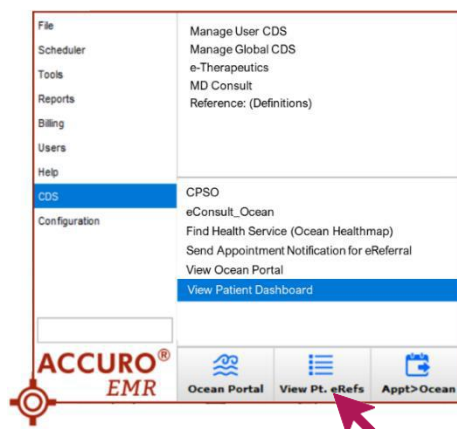 File
Scheduler
Tools
Reports
Billing
Users
Help
CDS
Configuration
Manage User CDS
Manage Global CDS
e-Therapeutics
MD Consult
Reference: (Definitions)
CPSO
eConsult_Ocean
Find Health Service (Ocean Healthmap)
Send Appointment Notification for eReferral
View Ocean Portal
View Patient Dashboard
ACCURO®
EMR
Ocean Portal
View Pt. eRefs
Appt>Ocean